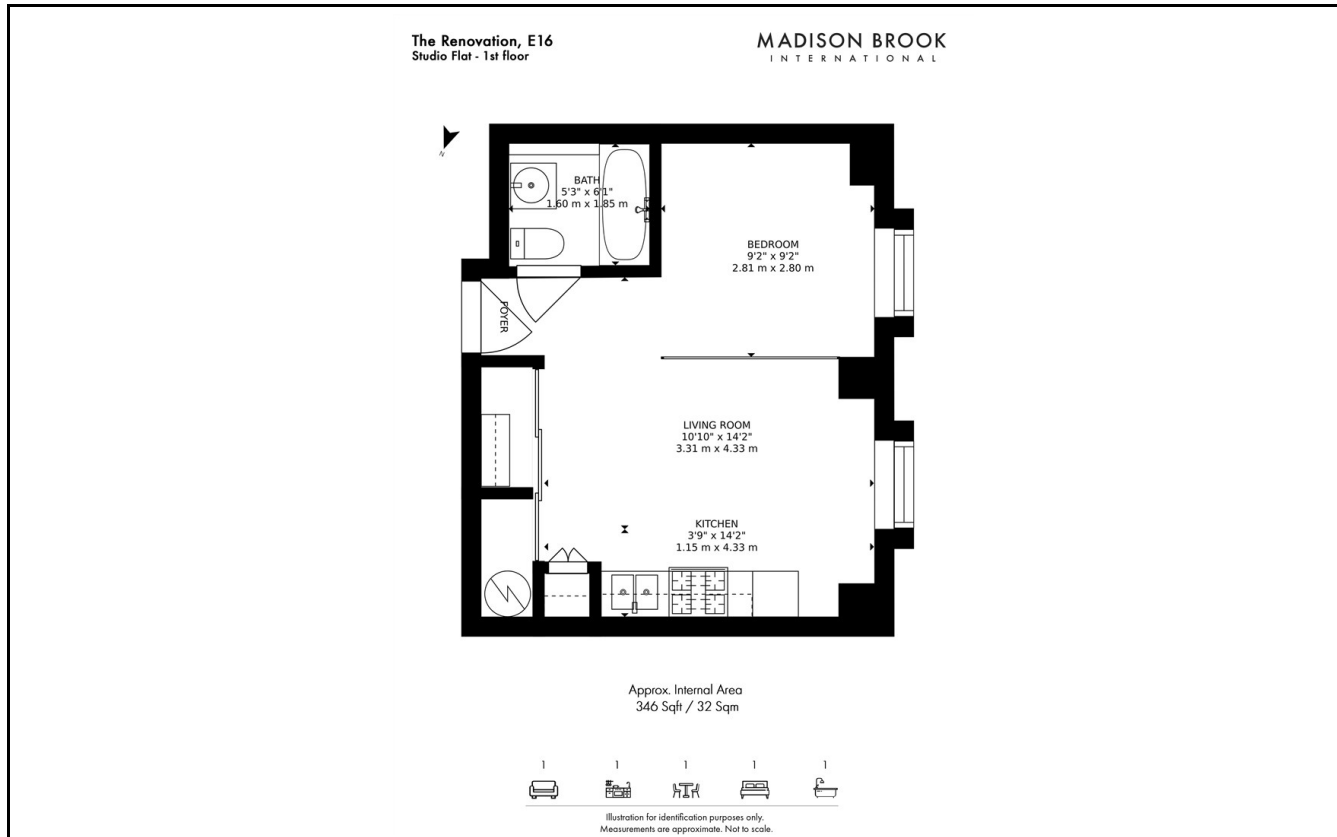 The Renovation, E16
Studio Flat - 1st floor
MADISON BROOK
INTERNATIONAL
N
BATH
5'3" x 6'1"
1.60 m x 1.85 m
BEDROOM
9'2" x 9'2"
2.81 m x 2.80 m
FOYER
LIVING ROOM
10'10" x 14'2"
3.31 m x 4.33 m
KITCHEN
3'9" x 14'2"
1.15 m x 4.33 m
Approx. Internal Area
346 Sqft / 32 Sqm
1 1 1 1 1
Illustration for identification purposes only.
Measurements are approximate. Not to scale.